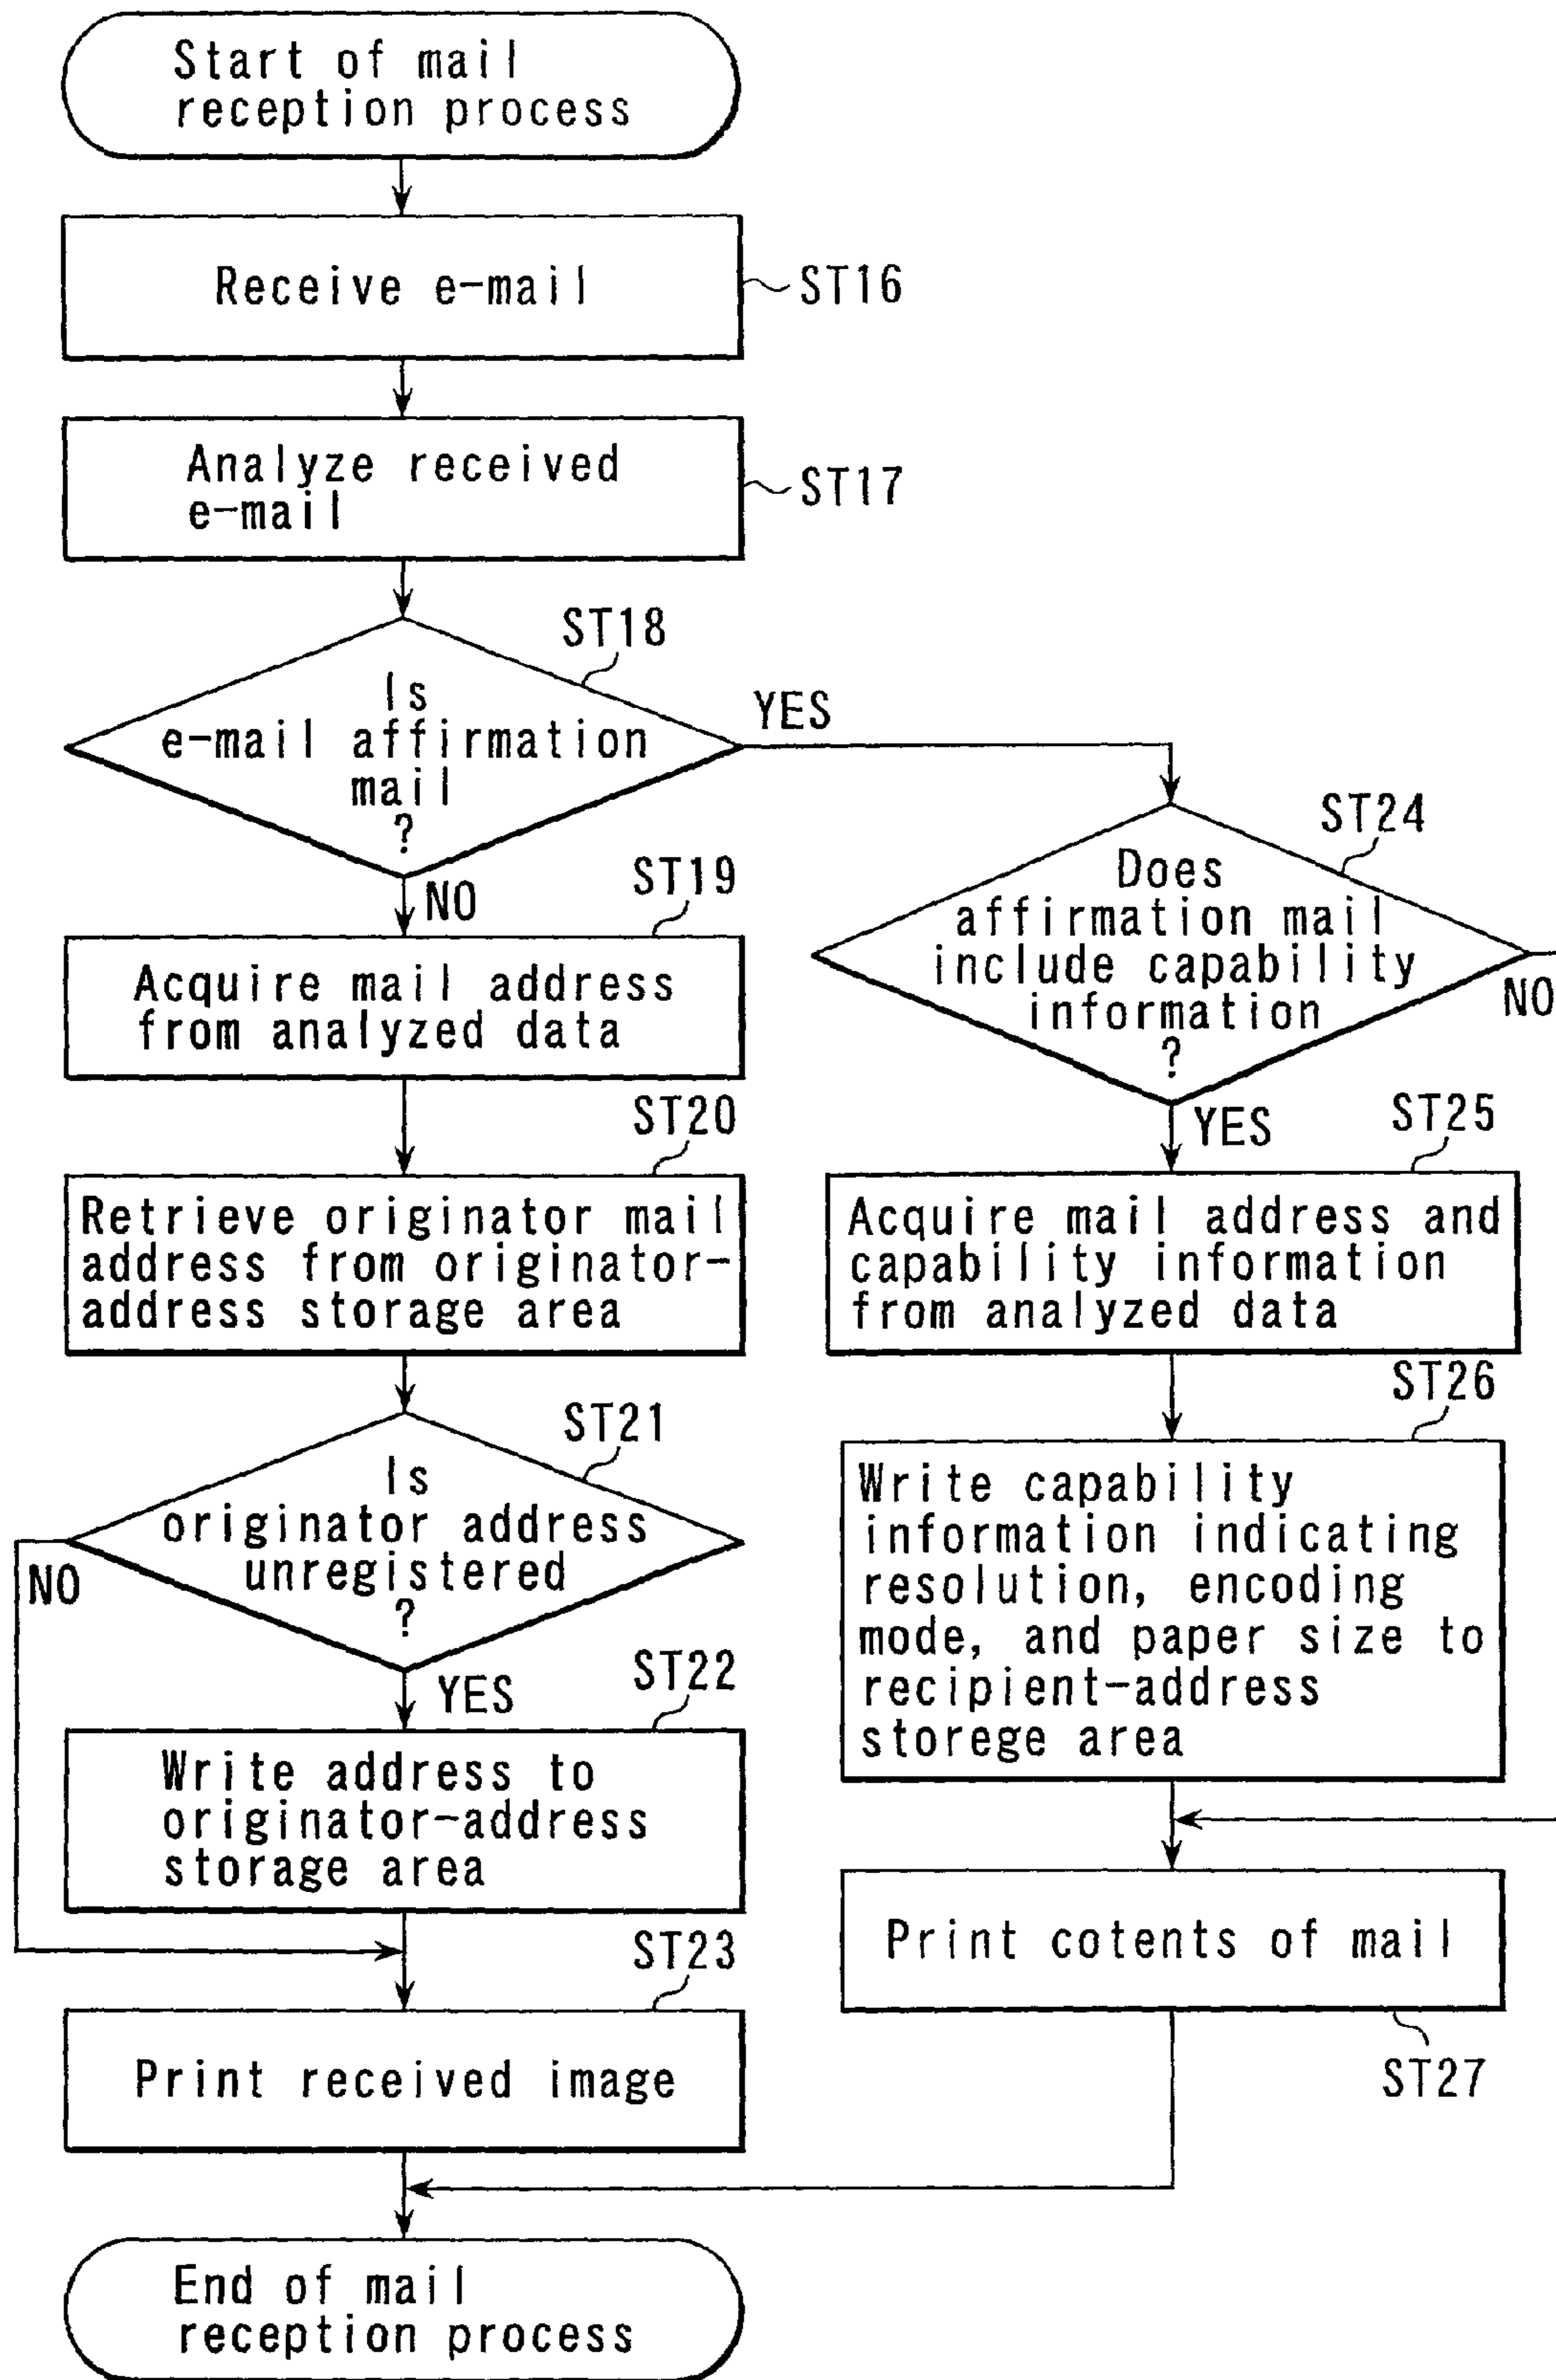 Start of mail
reception process
Receive e-mail
ST16
Analyze received
e-mail
ST17
ST18
Is
e-mail affirmation
mail
?
YES
NO
ST19
Acquire mail address
from analyzed data
ST20
Retrieve originator mail
address from originator-
address storage area
ST21
Is
originator address
unregistered
?
NO
YES
ST22
Write address to
originator-address
storage area
ST23
Print received image
ST24
Does
affirmation mail
include capability
information
?
NO
YES
ST25
Acquire mail address and
capability information
from analyzed data
ST26
Write capability
information indicating
resolution, encoding
mode, and paper size to
recipient-address
storege area
Print cotents of mail
ST27
End of mail
reception process